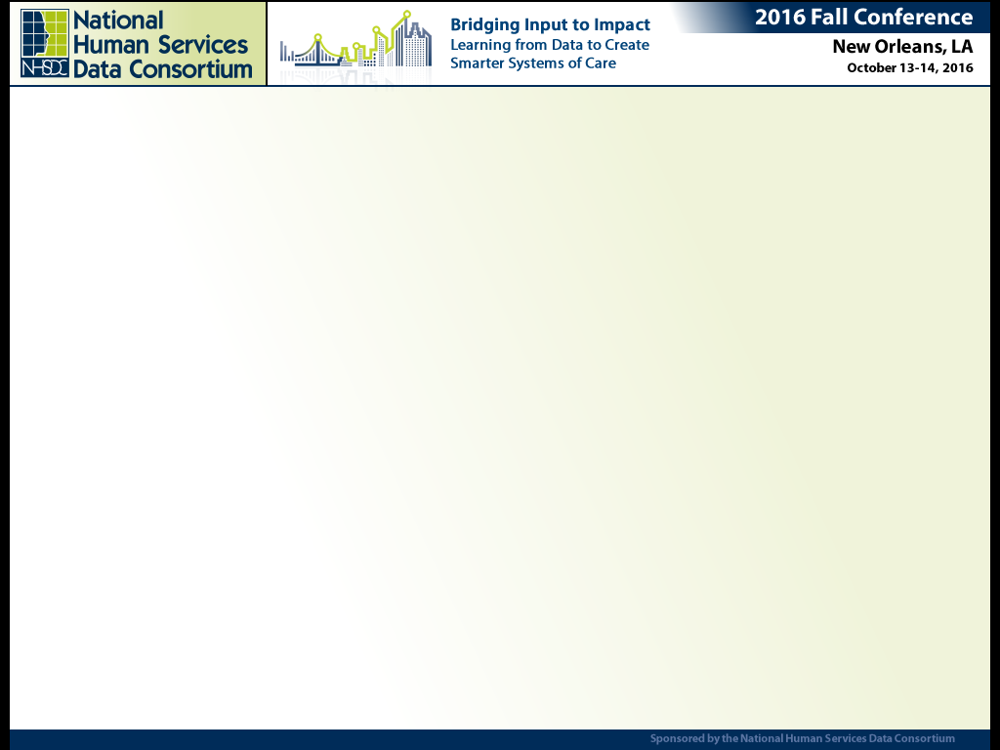 National
Human Services
Data Consortium
NHSDC
Bridging Input to Impact
Learning from Data to Create
Smarter Systems of Care
2016 Fall Conference
New Orleans, LA
October 13-14, 2016
Sponsored by the National Human Services Data Consortium